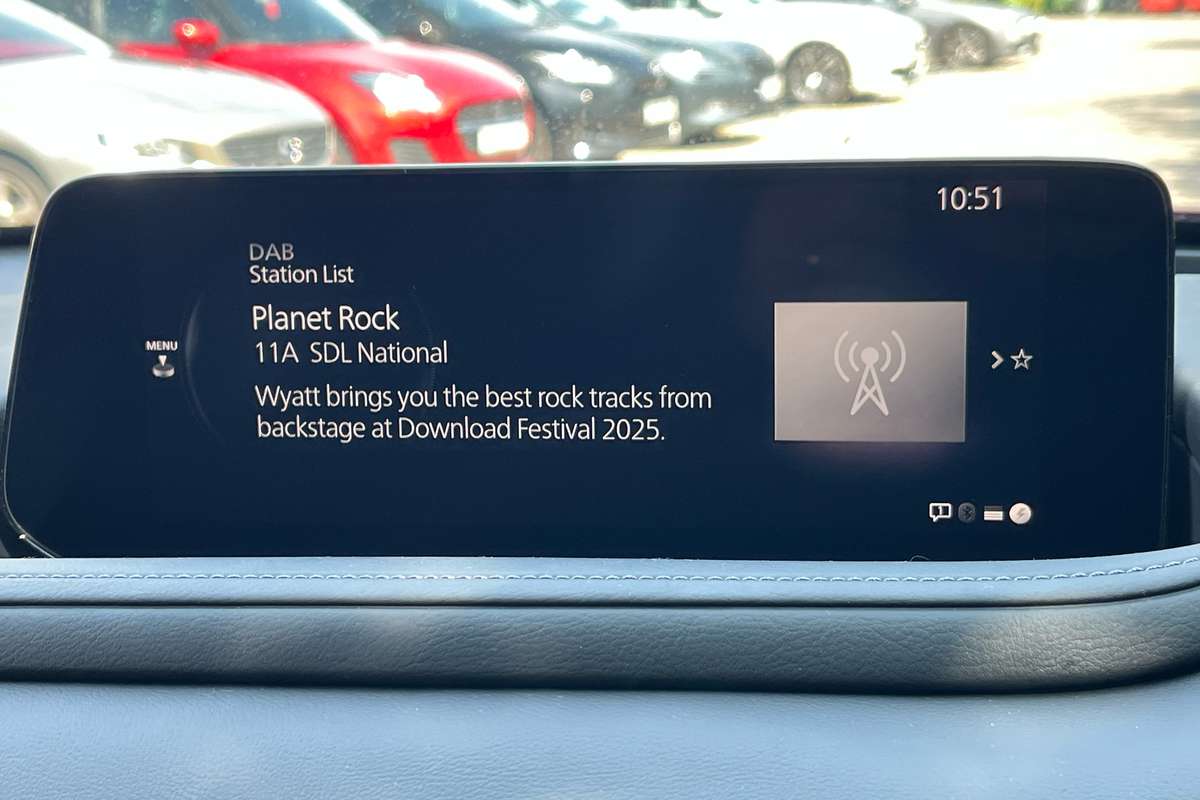 10:51
DAB
Station List
Planet Rock
11A SDL National
MENU
Wyatt brings you the best rock tracks from
backstage at Download Festival 2025.
1